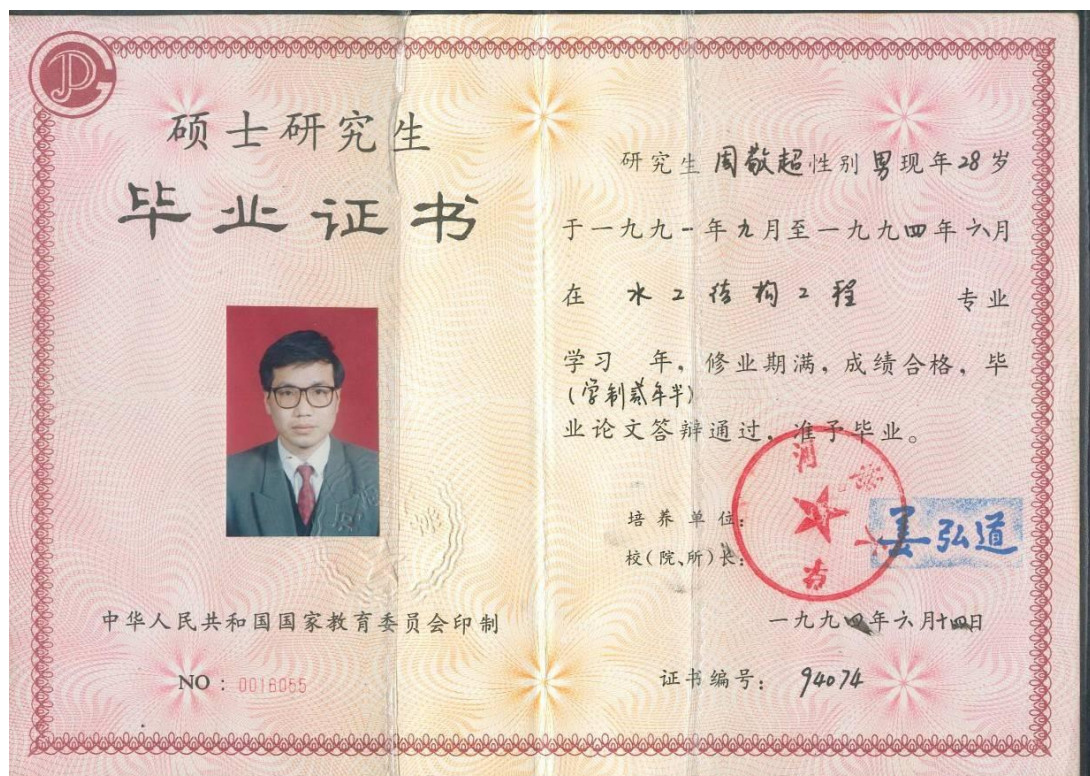 硕士研究生
毕业证书
中华人民共和国国家教育委员会印制
NO：0016055
研究生 周敬超 性别 男 现年 28 岁
于一九九一年九月至一九九四年六月
在 水工结构工程 专业
学习 年，修业期满，成绩合格，毕
(学制贰年半)
业论文答辩通过，准予毕业。
培养单位：
校(院、所)长：姜弘道
一九九四年六月十四日
证书编号：94074